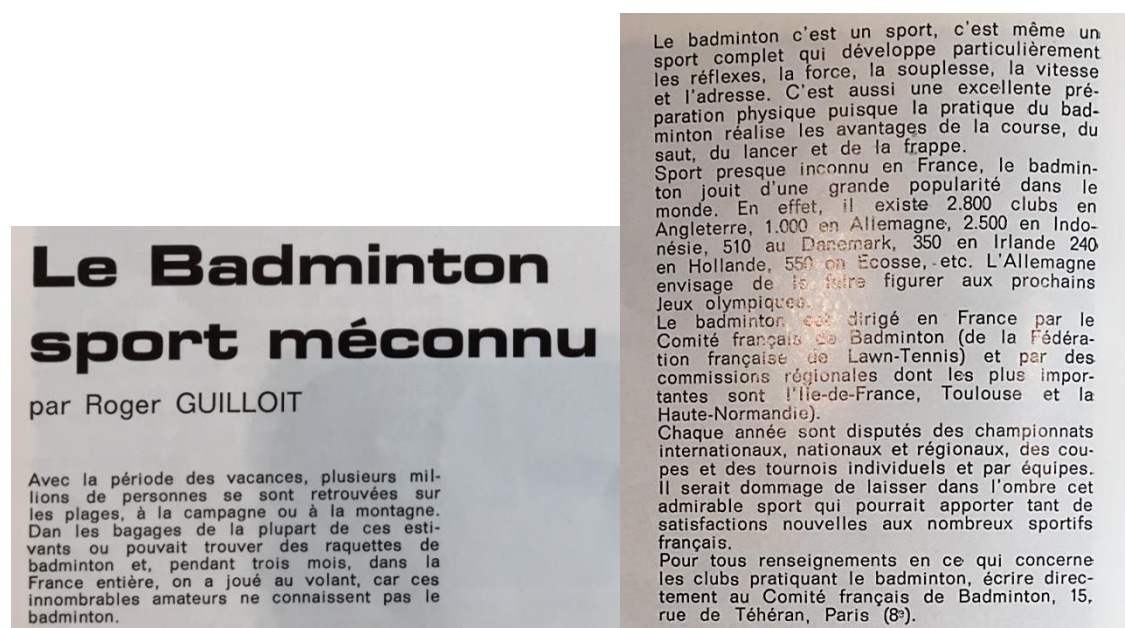 Le Badminton
sport méconnu
par Roger GUILLOIT
Avec la période des vacances, plusieurs mil-
lions de personnes se sont retrouvées sur
les plages, à la campagne ou à la montagne.
Dan les bagages de la plupart de ces esti-
vants ou pouvait trouver des raquettes de
badminton et, pendant trois mois, dans la
France entière, on a joué au volant, car ces
innombrables amateurs ne connaissent pas le
badminton.
Le badminton c'est un sport, c'est même un
sport complet qui développe particulièrement
les réflexes, la force, la souplesse, la vitesse
et l'adresse. C'est aussi une excellente pré-
paration physique puisque la pratique du bad-
minton réalise les avantages de la course, du
saut, du lancer et de la frappe.
Sport presque inconnu en France, le badmin-
ton jouit d'une grande popularité dans le
monde. En effet, il existe 2.800 clubs en
Angleterre, 1.000 en Allemagne, 2.500 en Indo-
nésie, 510 au Danemark, 350 en Irlande 240
en Hollande, 550 en Ecosse, etc. L'Allemagne
envisage de le faire figurer aux prochains
Jeux olympiques.
Le badminton est dirigé en France par le
Comité français de Badminton (de la Fédéra-
tion française de Lawn-Tennis) et par des
commissions régionales dont les plus impor-
tantes sont l'Ile-de-France, Toulouse et la
Haute-Normandie).
Chaque année sont disputés des championnats
internationaux, nationaux et régionaux, des cou-
pes et des tournois individuels et par équipes.
Il serait dommage de laisser dans l'ombre cet
admirable sport qui pourrait apporter tant de
satisfactions nouvelles aux nombreux sportifs
français.
Pour tous renseignements en ce qui concerne
les clubs pratiquant le badminton, écrire direc-
tement au Comité français de Badminton, 15,
rue de Téhéran, Paris (8ᵉ).